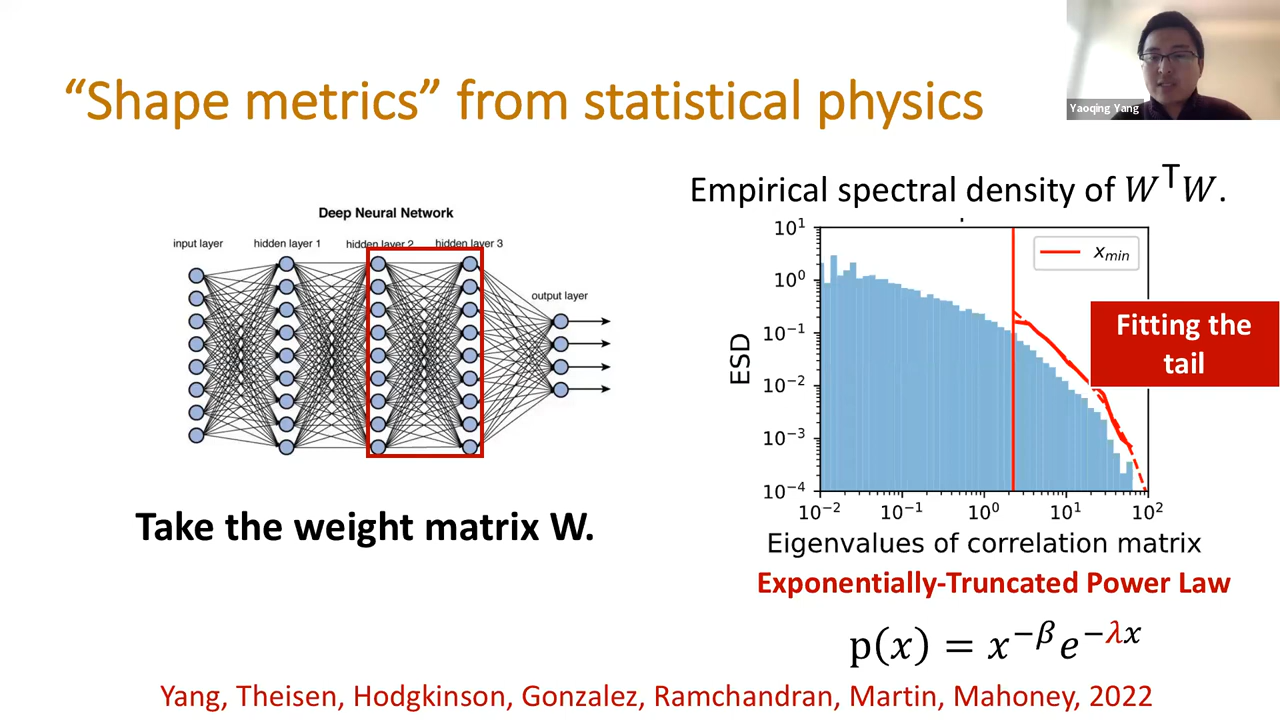 “Shape metrics” from statistical physics
Yaoqing Yang
Empirical spectral density of WᵀW.
Deep Neural Network
input layer
hidden layer 1
hidden layer 2
hidden layer 3
output layer
Take the weight matrix W.
x_min
Fitting the
tail
ESD
10¹
10⁰
10⁻¹
10⁻²
10⁻³
10⁻⁴
10⁻² 10⁻¹ 10⁰ 10¹ 10²
Eigenvalues of correlation matrix
Exponentially-Truncated Power Law
p(x) = x^{−β}e^{−λx}
Yang, Theisen, Hodgkinson, Gonzalez, Ramchandran, Martin, Mahoney, 2022